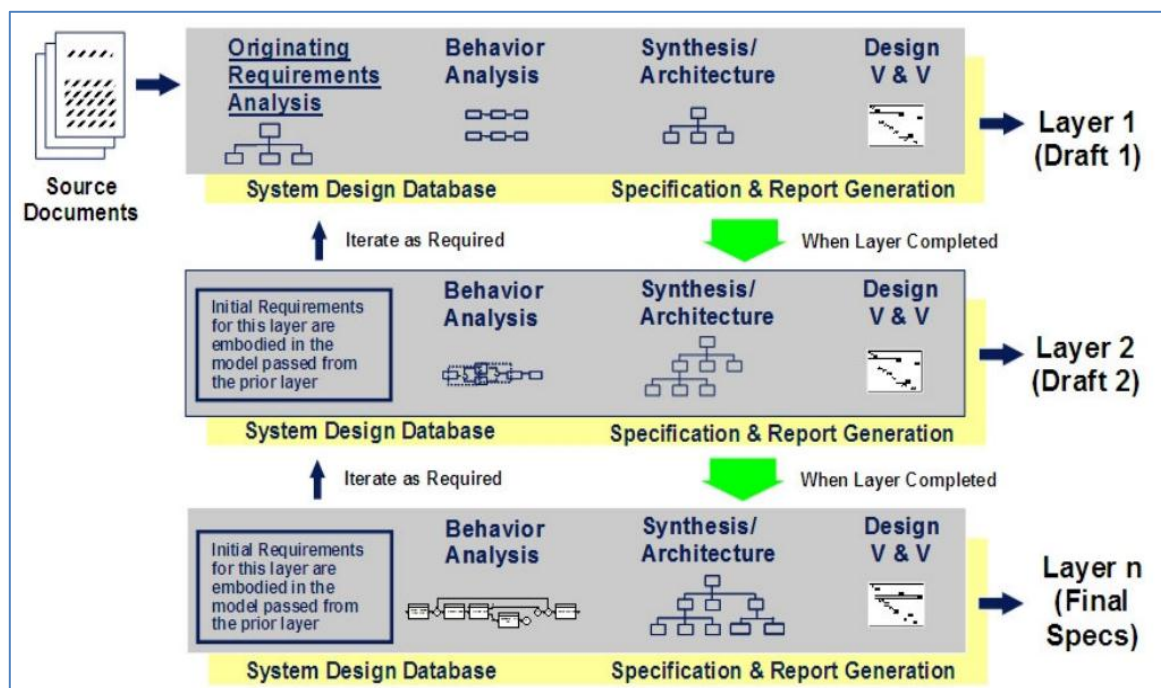 Originating
Requirements
Analysis
Behavior
Analysis
Synthesis/
Architecture
Design
V & V
Source
Documents
Layer 1
(Draft 1)
System Design Database
Specification & Report Generation
Iterate as Required
When Layer Completed
Initial Requirements
for this layer are
embodied in the
model passed from
the prior layer
Behavior
Analysis
Synthesis/
Architecture
Design
V & V
Layer 2
(Draft 2)
System Design Database
Specification & Report Generation
Iterate as Required
When Layer Completed
Initial Requirements
for this layer are
embodied in the
model passed from
the prior layer
Behavior
Analysis
Synthesis/
Architecture
Design
V & V
Layer n
(Final
Specs)
System Design Database
Specification & Report Generation